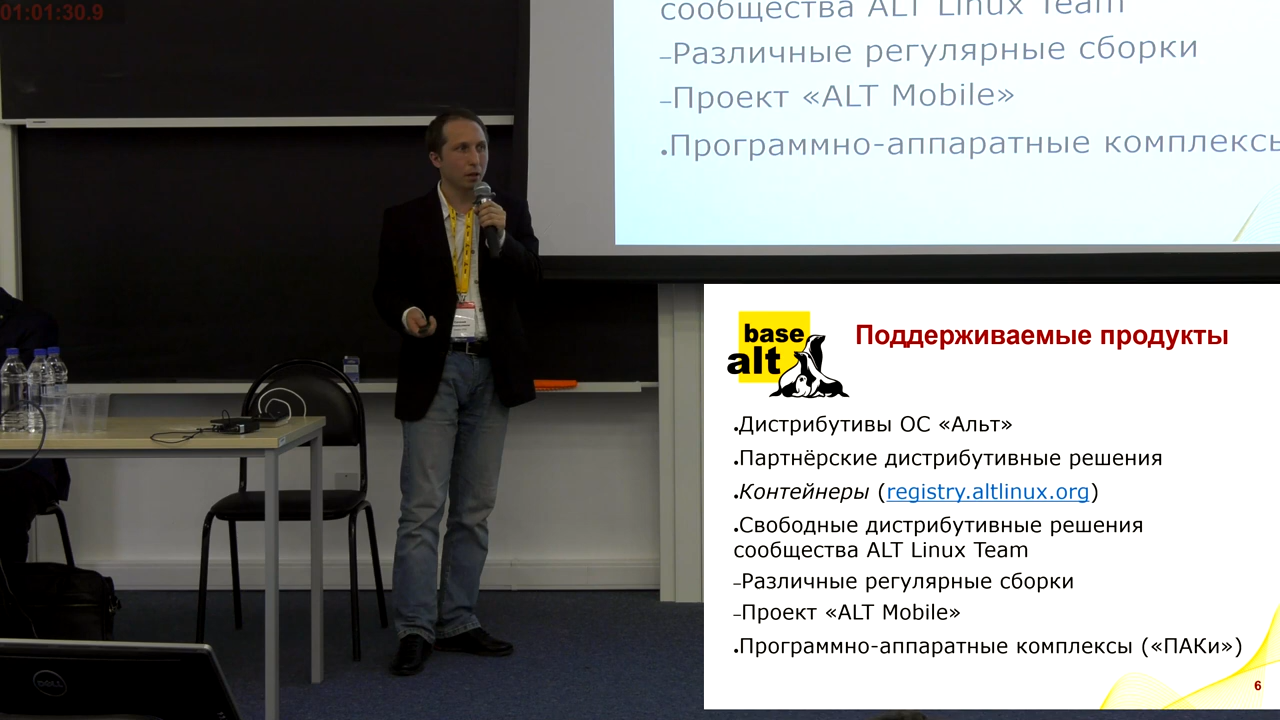 01:01:30.9
сообщества ALT Linux Team
–Различные регулярные сборки
–Проект «ALT Mobile»
•Программно-аппаратные комплексы
base
alt
Поддерживаемые продукты
•Дистрибутивы ОС «Альт»
•Партнёрские дистрибутивные решения
•Контейнеры (registry.altlinux.org)
•Свободные дистрибутивные решения
сообщества ALT Linux Team
–Различные регулярные сборки
–Проект «ALT Mobile»
•Программно-аппаратные комплексы («ПАКи»)
6
DELL